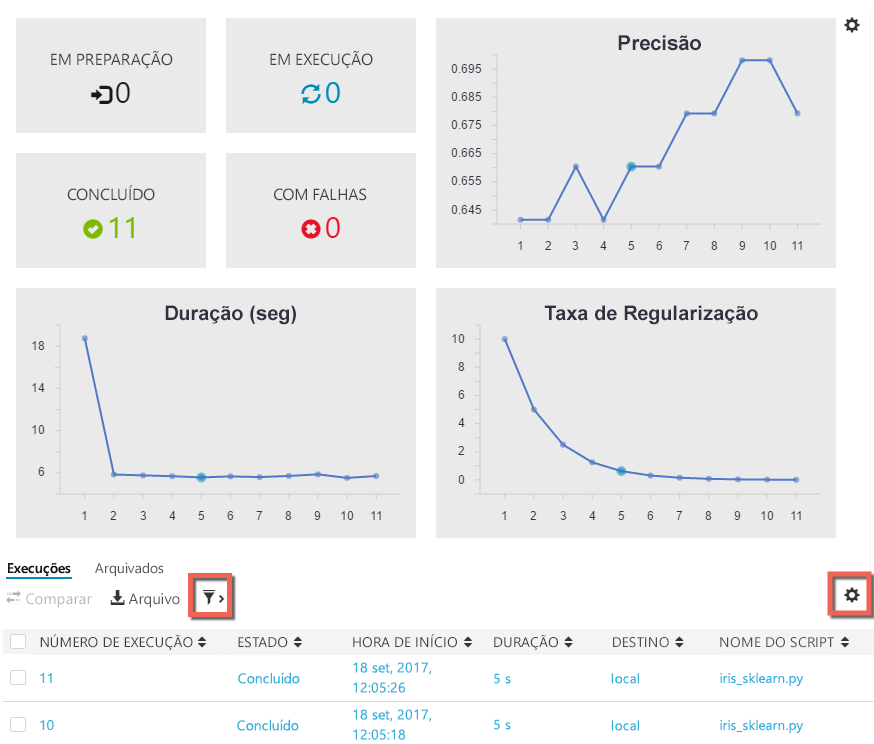 EM PREPARAÇÃO
0
EM EXECUÇÃO
0
CONCLUÍDO
11
COM FALHAS
0
Precisão
0.695
0.685
0.675
0.665
0.655
0.645
1 2 3 4 5 6 7 8 9 10 11
Duração (seg)
18
14
10
6
1 2 3 4 5 6 7 8 9 10 11
Taxa de Regularização
10
8
6
4
2
0
1 2 3 4 5 6 7 8 9 10 11
Execuções Arquivados
Comparar Arquivo
NÚMERO DE EXECUÇÃO ESTADO HORA DE INÍCIO DURAÇÃO DESTINO NOME DO SCRIPT
11 Concluído 18 set, 2017, 5 s local iris_sklearn.py
12:05:26
10 Concluído 18 set, 2017, 5 s local iris_sklearn.py
12:05:18